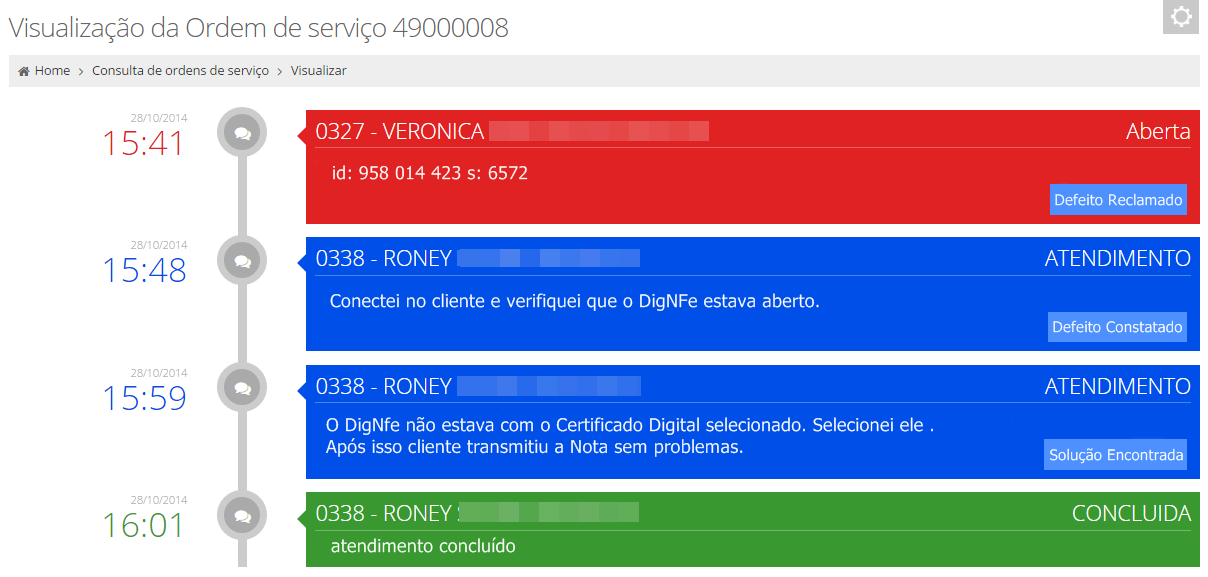 Visualização da Ordem de serviço 49000008
Home > Consulta de ordens de serviço > Visualizar
28/10/2014
15:41
0327 - VERONICA
Aberta
id: 958 014 423 s: 6572
Defeito Reclamado
28/10/2014
15:48
0338 - RONEY
ATENDIMENTO
Conectei no cliente e verifiquei que o DigNFe estava aberto.
Defeito Constatado
28/10/2014
15:59
0338 - RONEY
ATENDIMENTO
O DigNfe não estava com o Certificado Digital selecionado. Selecionei ele .
Após isso cliente transmitiu a Nota sem problemas.
Solução Encontrada
28/10/2014
16:01
0338 - RONEY
CONCLUIDA
atendimento concluído